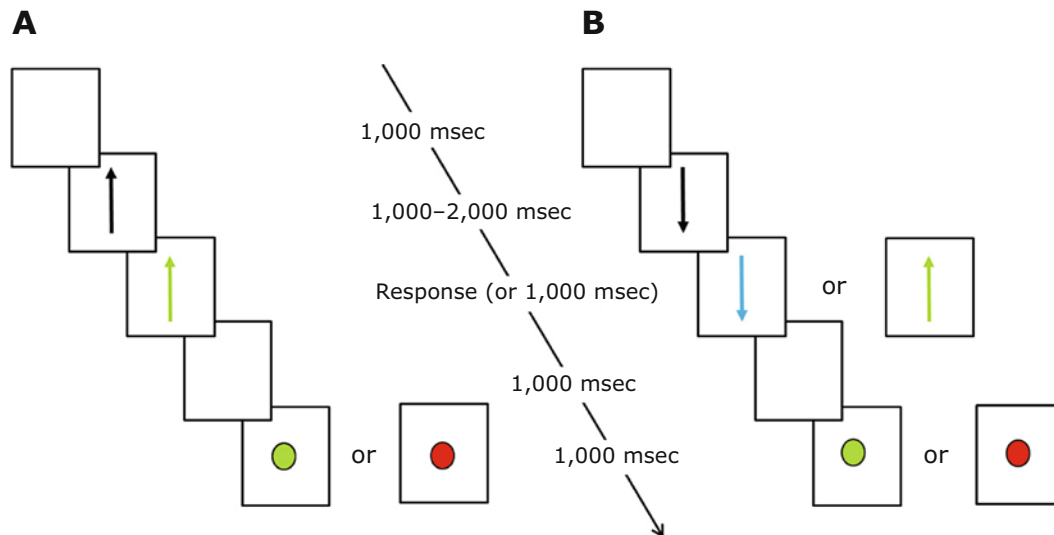 A
B
1,000 msec
1,000–2,000 msec
Response (or 1,000 msec)
or
1,000 msec
or
1,000 msec
or